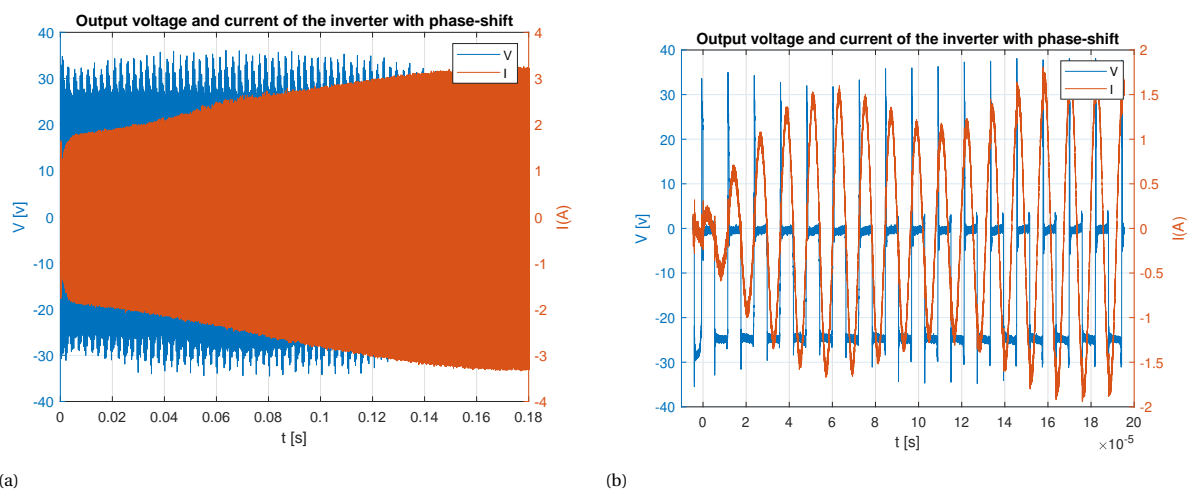 Output voltage and current of the inverter with phase-shift
40
30
20
10
0
-10
-20
-30
-40
V [v]
4
3
2
1
0
-1
-2
-3
-4
I(A)
V
I
0 0.02 0.04 0.06 0.08 0.1 0.12 0.14 0.16 0.18
t [s]
(a)
Output voltage and current of the inverter with phase-shift
40
30
20
10
0
-10
-20
-30
-40
V [v]
2
1.5
1
0.5
0
-0.5
-1
-1.5
-2
I(A)
V
I
0 2 4 6 8 10 12 14 16 18 20
t [s]
×10-5
(b)